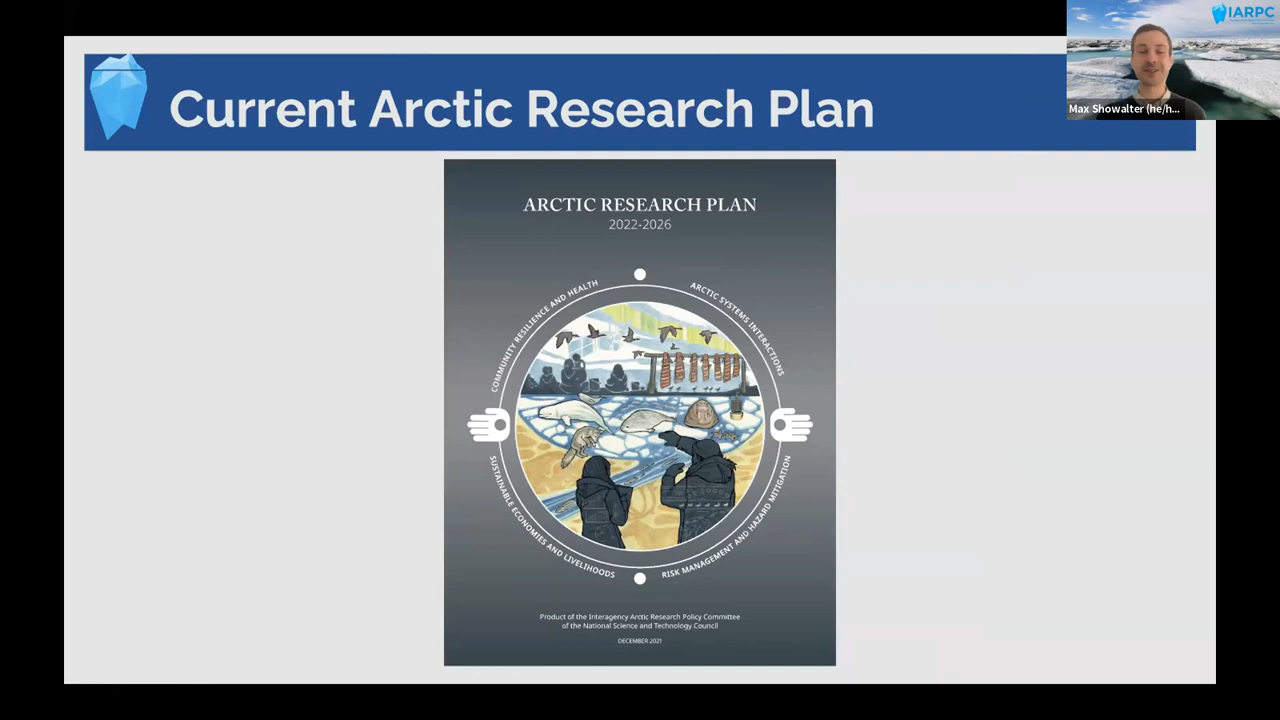 Current Arctic Research Plan
IARPC
Max Showalter (he/h...
ARCTIC RESEARCH PLAN
2022-2026
COMMUNITY RESILIENCE AND HEALTH
ARCTIC SYSTEMS INTERACTIONS
SUSTAINABLE ECONOMIES AND LIVELIHOODS
RISK MANAGEMENT AND HAZARD MITIGATION
Product of the Interagency Arctic Research Policy Committee
of the National Science and Technology Council
DECEMBER 2021